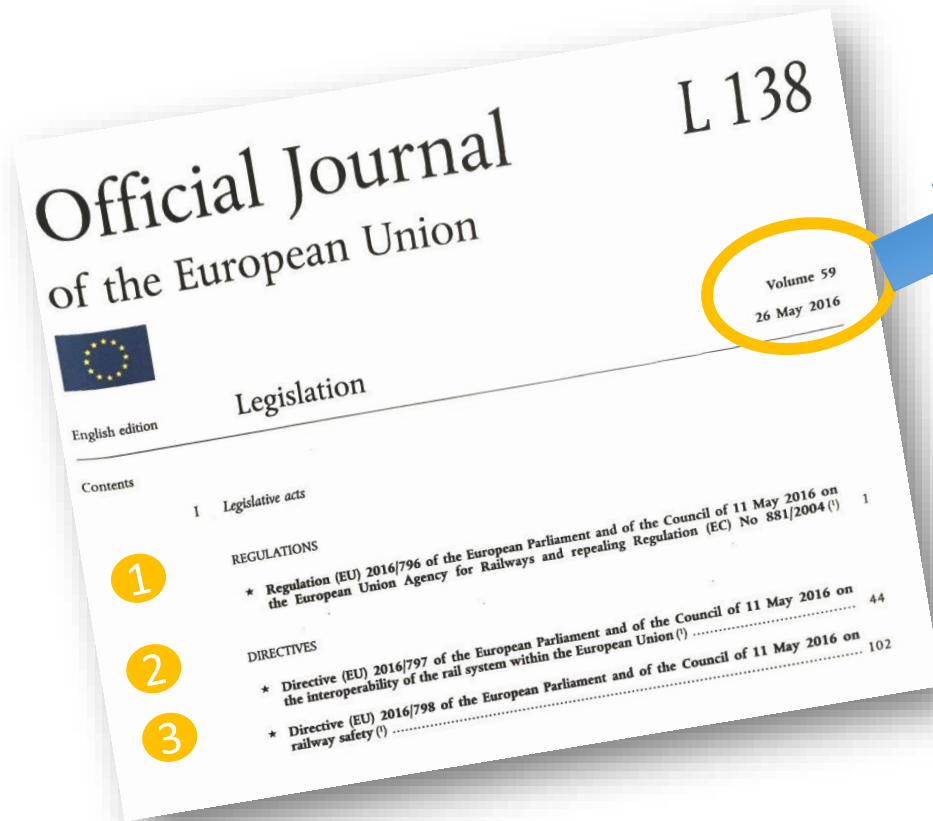 Official Journal
L 138
of the European Union
Volume 59
26 May 2016
English edition
Legislation
Contents
I Legislative acts
REGULATIONS
1
★ Regulation (EU) 2016/796 of the European Parliament and of the Council of 11 May 2016 on
the European Union Agency for Railways and repealing Regulation (EC) No 881/2004 (¹) 1
DIRECTIVES
2
★ Directive (EU) 2016/797 of the European Parliament and of the Council of 11 May 2016 on
the interoperability of the rail system within the European Union (¹) ........................................ 44
3
★ Directive (EU) 2016/798 of the European Parliament and of the Council of 11 May 2016 on
railway safety (¹) .................................................................................................... 102